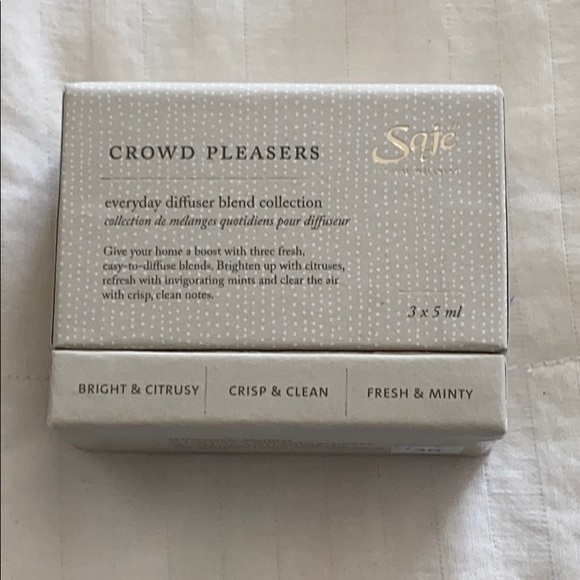 Saje
CROWD PLEASERS
everyday diffuser blend collection
collection de mélanges quotidiens pour diffuseur
Give your home a boost with three fresh,
easy-to-diffuse blends. Brighten up with citruses,
refresh with invigorating mints and clear the air
with crisp, clean notes.
3 x 5 ml
BRIGHT & CITRUSY
CRISP & CLEAN
FRESH & MINTY